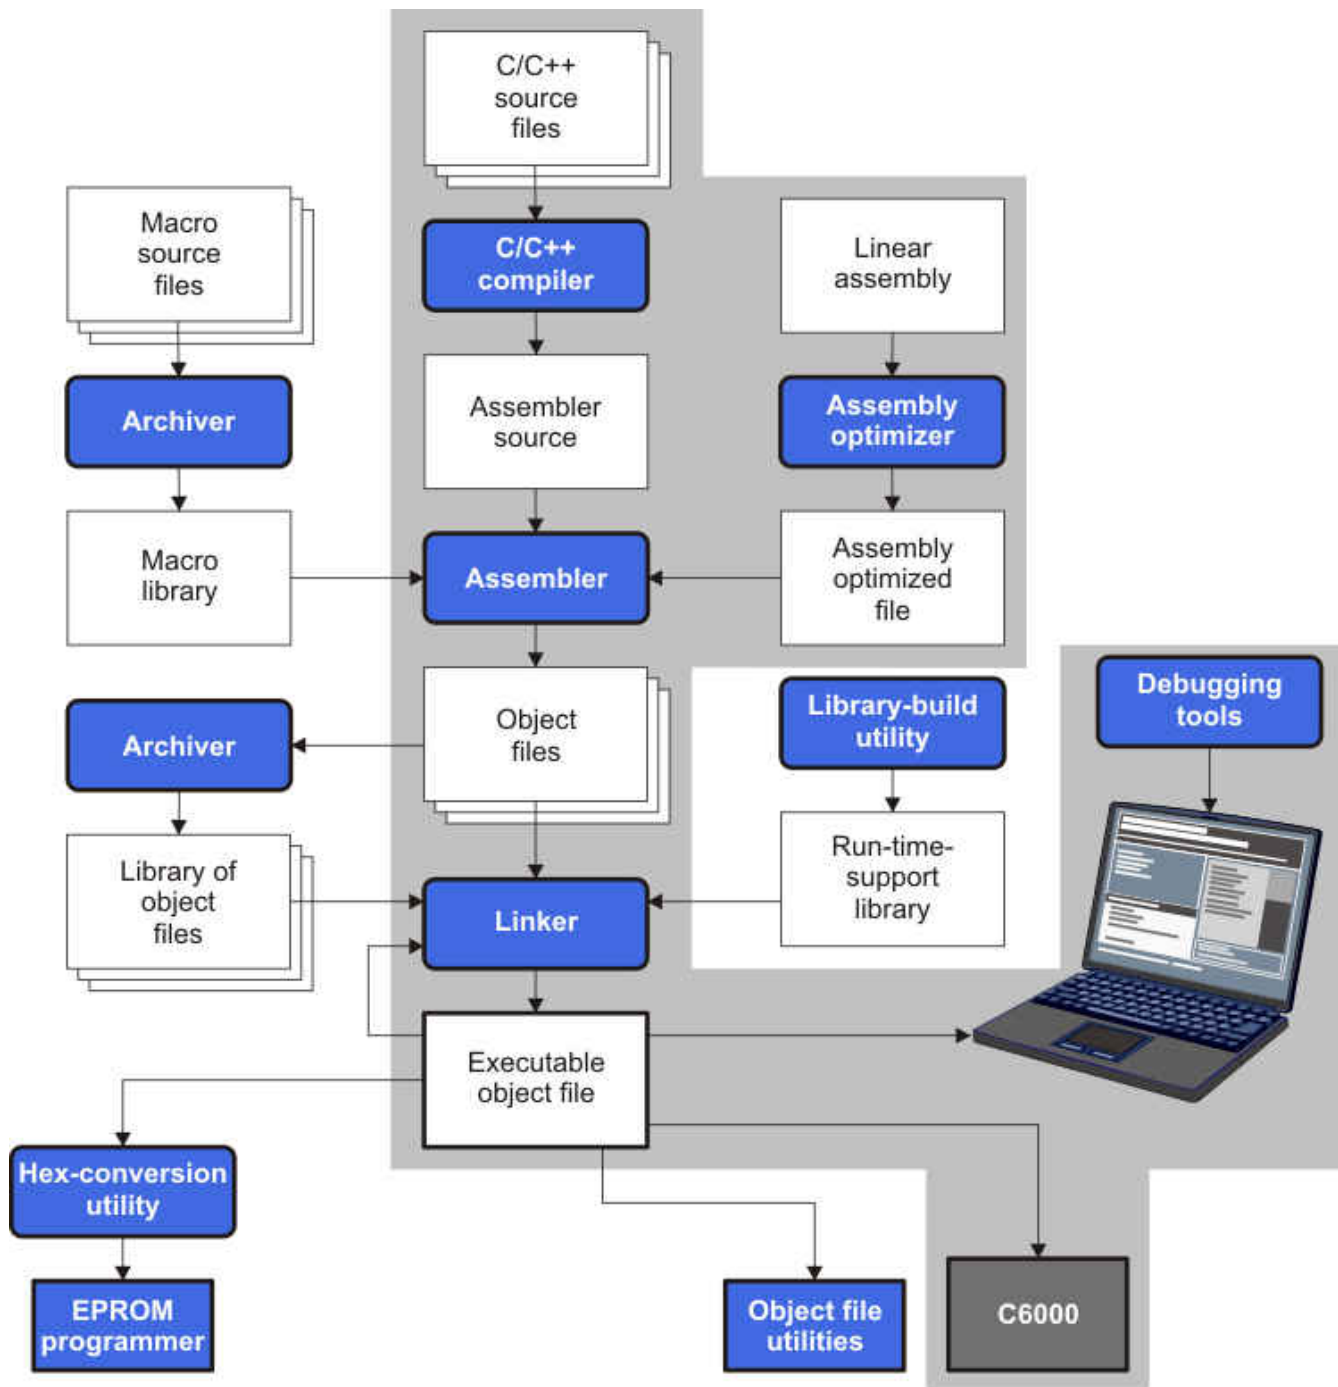 C/C++
source
files
Macro
source
files
C/C++
compiler
Linear
assembly
Archiver
Assembler
source
Assembly
optimizer
Macro
library
Assembler
Assembly
optimized
file
Archiver
Object
files
Library-build
utility
Debugging
tools
Library of
object
files
Linker
Run-time-
support
library
Executable
object file
Hex-conversion
utility
EPROM
programmer
Object file
utilities
C6000